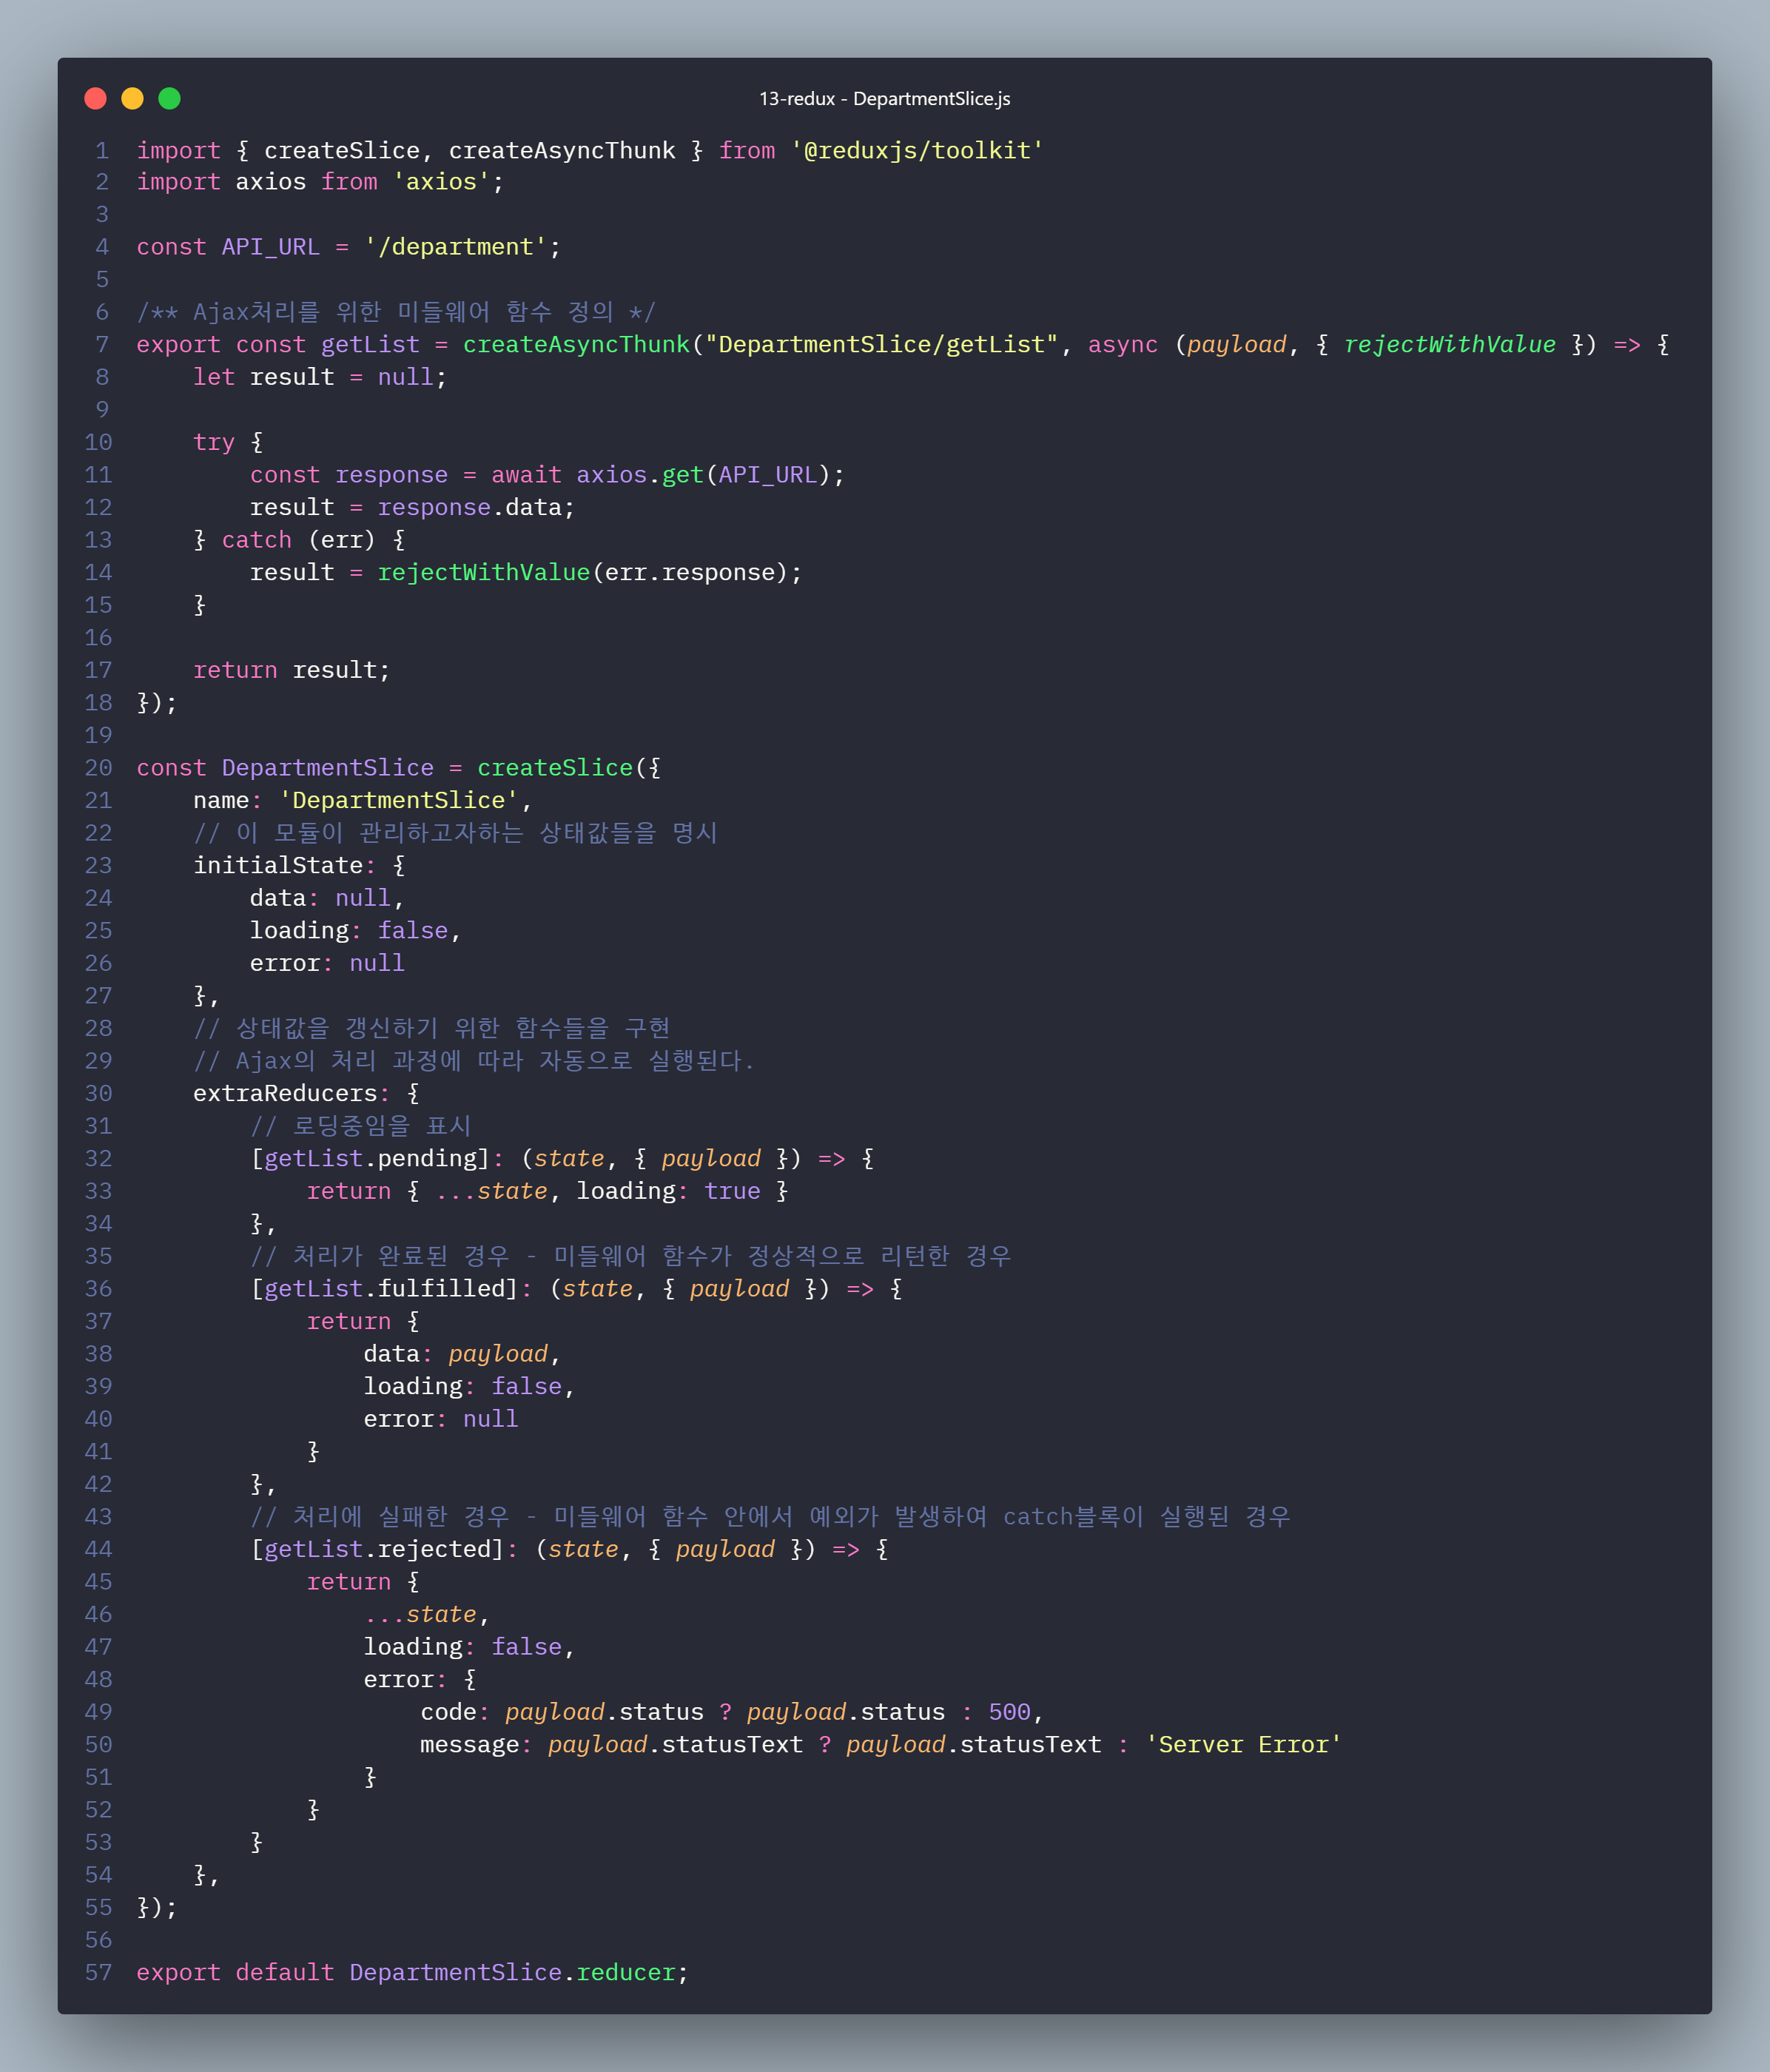 13-redux - DepartmentSlice.js
1 import { createSlice, createAsyncThunk } from '@reduxjs/toolkit'
2 import axios from 'axios';
3
4 const API_URL = '/department';
5
6 /** Ajax처리를 위한 미들웨어 함수 정의 */
7 export const getList = createAsyncThunk("DepartmentSlice/getList", async (payload, { rejectWithValue }) => {
8     let result = null;
9
10     try {
11         const response = await axios.get(API_URL);
12         result = response.data;
13     } catch (err) {
14         result = rejectWithValue(err.response);
15     }
16
17     return result;
18 });
19
20 const DepartmentSlice = createSlice({
21     name: 'DepartmentSlice',
22     // 이 모듈이 관리하고자하는 상태값들을 명시
23     initialState: {
24         data: null,
25         loading: false,
26         error: null
27     },
28     // 상태값을 갱신하기 위한 함수들을 구현
29     // Ajax의 처리 과정에 따라 자동으로 실행된다.
30     extraReducers: {
31         // 로딩중임을 표시
32         [getList.pending]: (state, { payload }) => {
33             return { ...state, loading: true }
34         },
35         // 처리가 완료된 경우 - 미들웨어 함수가 정상적으로 리턴한 경우
36         [getList.fulfilled]: (state, { payload }) => {
37             return {
38                 data: payload,
39                 loading: false,
40                 error: null
41             }
42         },
43         // 처리에 실패한 경우 - 미들웨어 함수 안에서 예외가 발생하여 catch블록이 실행된 경우
44         [getList.rejected]: (state, { payload }) => {
45             return {
46                 ...state,
47                 loading: false,
48                 error: {
49                     code: payload.status ? payload.status : 500,
50                     message: payload.statusText ? payload.statusText : 'Server Error'
51                 }
52             }
53         }
54     },
55 });
56
57 export default DepartmentSlice.reducer;